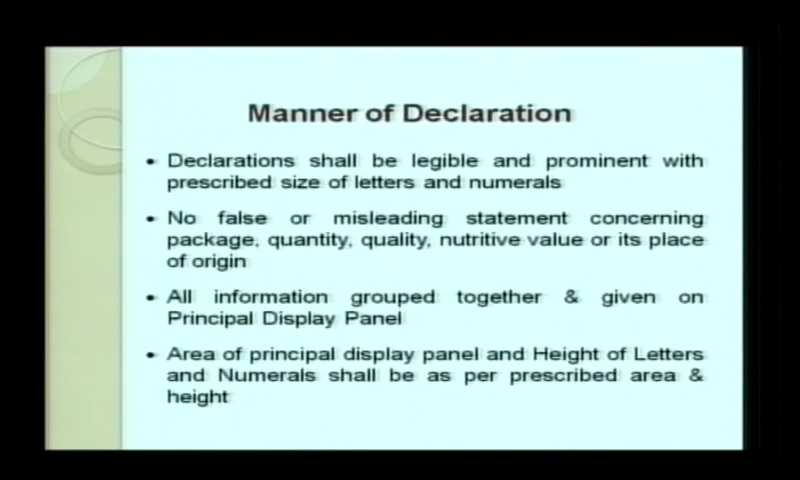 Manner of Declaration
• Declarations shall be legible and prominent with
prescribed size of letters and numerals
• No false or misleading statement concerning
package, quantity, quality, nutritive value or its place
of origin
• All information grouped together & given on
Principal Display Panel
• Area of principal display panel and Height of Letters
and Numerals shall be as per prescribed area &
height